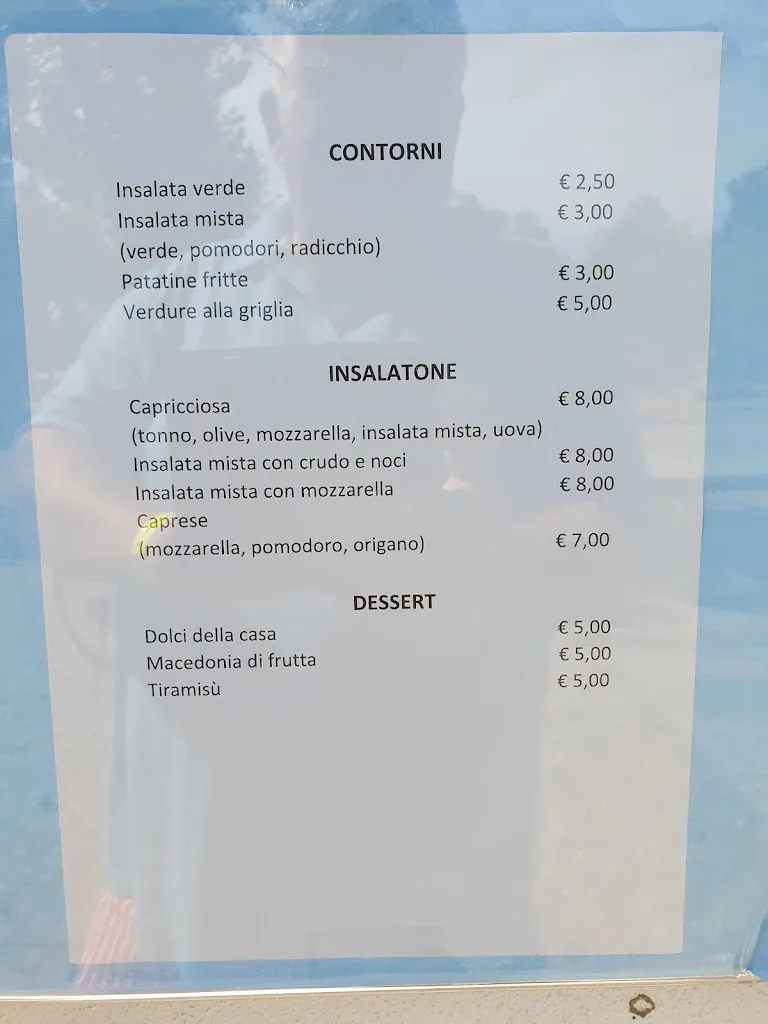 CONTORNI
Insalata verde € 2,50
Insalata mista € 3,00
(verde, pomodori, radicchio)
Patatine fritte € 3,00
Verdure alla griglia € 5,00
INSALATONE
Capricciosa € 8,00
(tonno, olive, mozzarella, insalata mista, uova)
Insalata mista con crudo e noci € 8,00
Insalata mista con mozzarella € 8,00
Caprese
(mozzarella, pomodoro, origano) € 7,00
DESSERT
Dolci della casa € 5,00
Macedonia di frutta € 5,00
Tiramisù € 5,00